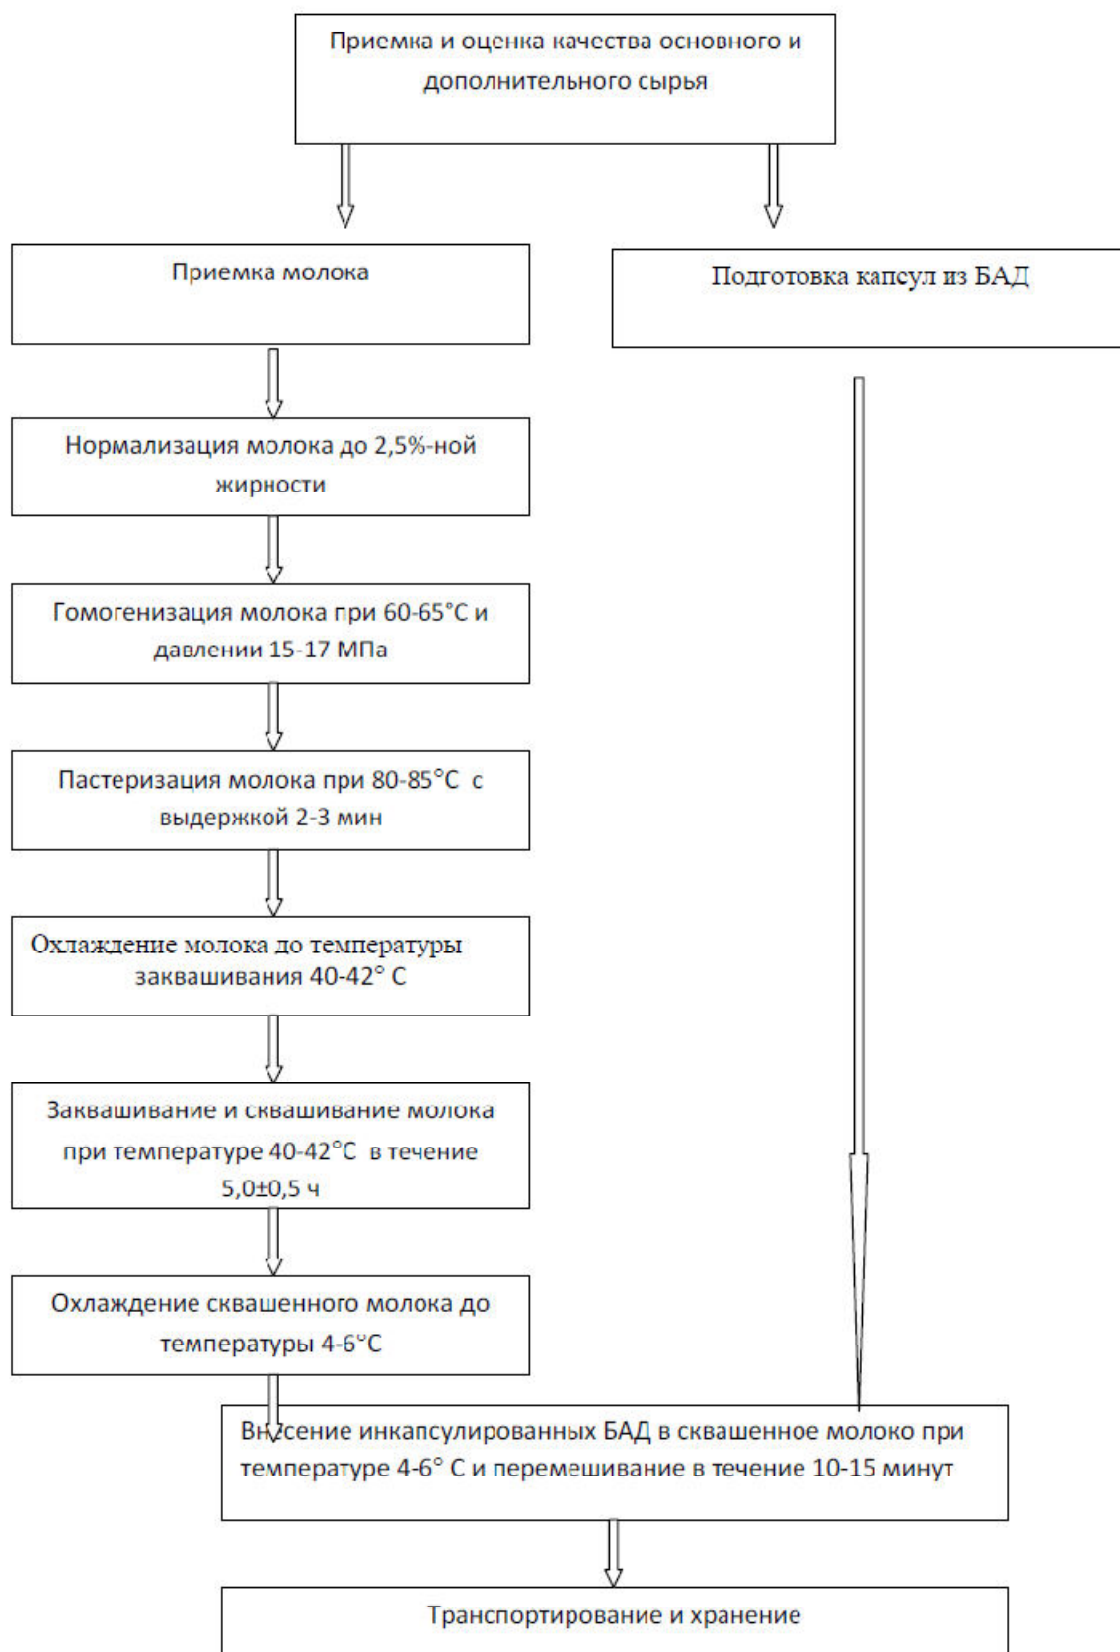 Приемка и оценка качества основного и
дополнительного сырья
Приемка молока
Подготовка капсул из БАД
Нормализация молока до 2,5%-ной
жирности
Гомогенизация молока при 60-65°С и
давлении 15-17 МПа
Пастеризация молока при 80-85°С с
выдержкой 2-3 мин
Охлаждение молока до температуры
заквашивания 40-42° С
Заквашивание и сквашивание молока
при температуре 40-42°С в течение
5,0±0,5 ч
Охлаждение сквашенного молока до
температуры 4-6°С
Внесение инкапсулированных БАД в сквашенное молоко при
температуре 4-6° С и перемешивание в течение 10-15 минут
Транспортирование и хранение